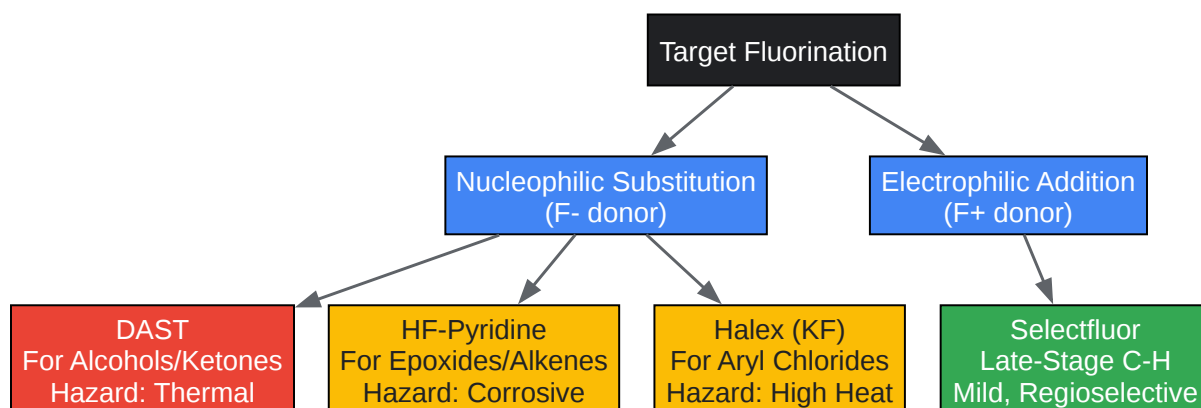 Target Fluorination
Nucleophilic Substitution
(F- donor)
Electrophilic Addition
(F+ donor)
DAST
For Alcohols/Ketones
Hazard: Thermal
HF-Pyridine
For Epoxides/Alkenes
Hazard: Corrosive
Halex (KF)
For Aryl Chlorides
Hazard: High Heat
Selectfluor
Late-Stage C-H
Mild, Regioselective